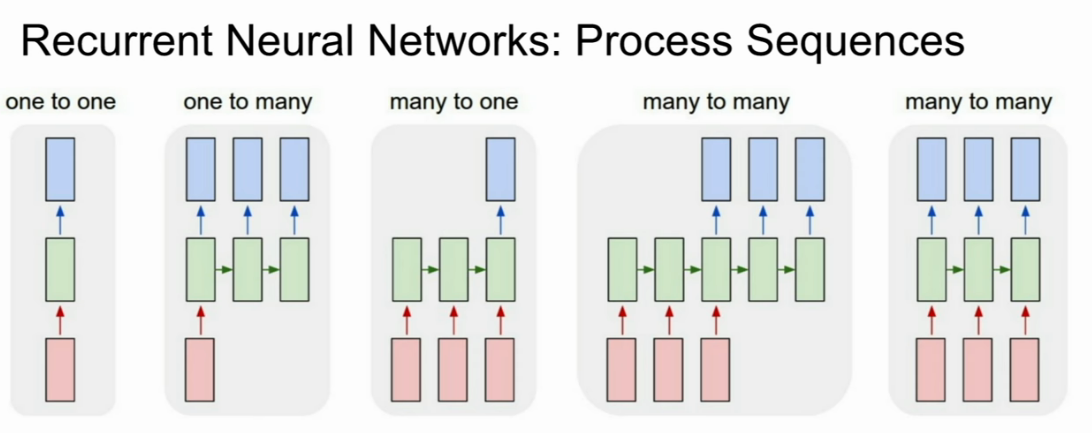 Recurrent Neural Networks: Process Sequences
one to one
one to many
many to one
many to many
many to many